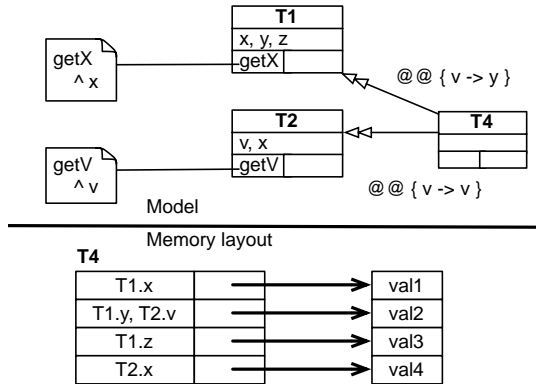 T1
x, y, z
getX
getX
^ x
@@ { v -> y }
T2
T4
v, x
getV
getV
^ v
@@ { v -> v }
Model
Memory layout
T4
T1.x
val1
T1.y, T2.v
val2
T1.z
val3
T2.x
val4